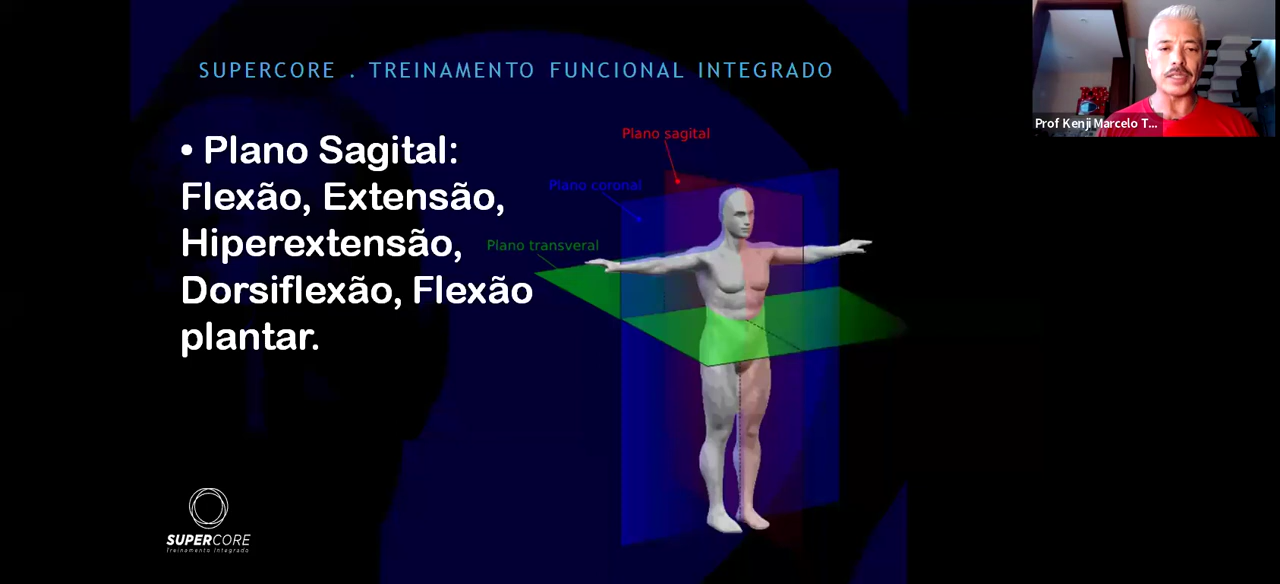 SUPERCORE . TREINAMENTO FUNCIONAL INTEGRADO
• Plano Sagital:
Flexão, Extensão,
Hiperextensão,
Dorsiflexão, Flexão
plantar.
Plano sagital
Plano coronal
Plano transveral
SUPERCORE
Treinamento Integrado
Prof Kenji Marcelo T...